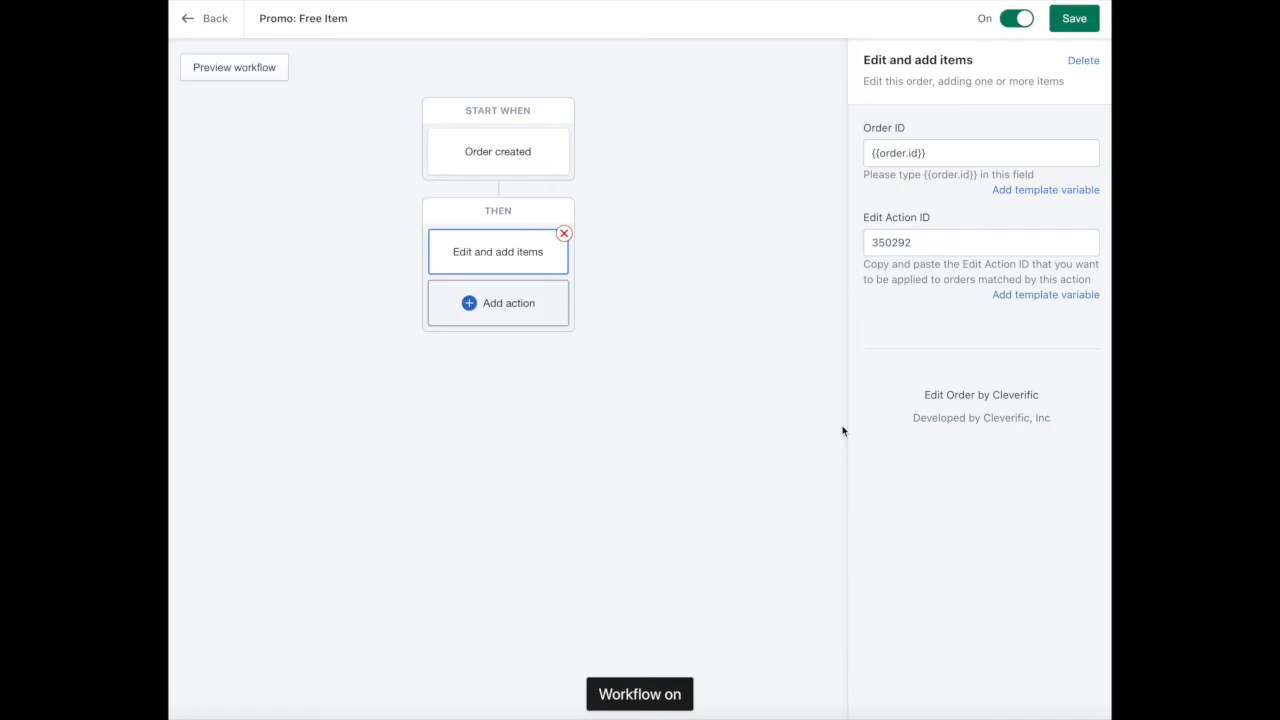 Back
Promo: Free Item
On
Save
Preview workflow
START WHEN
Order created
THEN
Edit and add items
Add action
Edit and add items
Delete
Edit this order, adding one or more items
Order ID
{{order.id}}
Please type {{order.id}} in this field
Add template variable
Edit Action ID
350292
Copy and paste the Edit Action ID that you want
to be applied to orders matched by this action
Add template variable
Edit Order by Cleverific
Developed by Cleverific, Inc
Workflow on